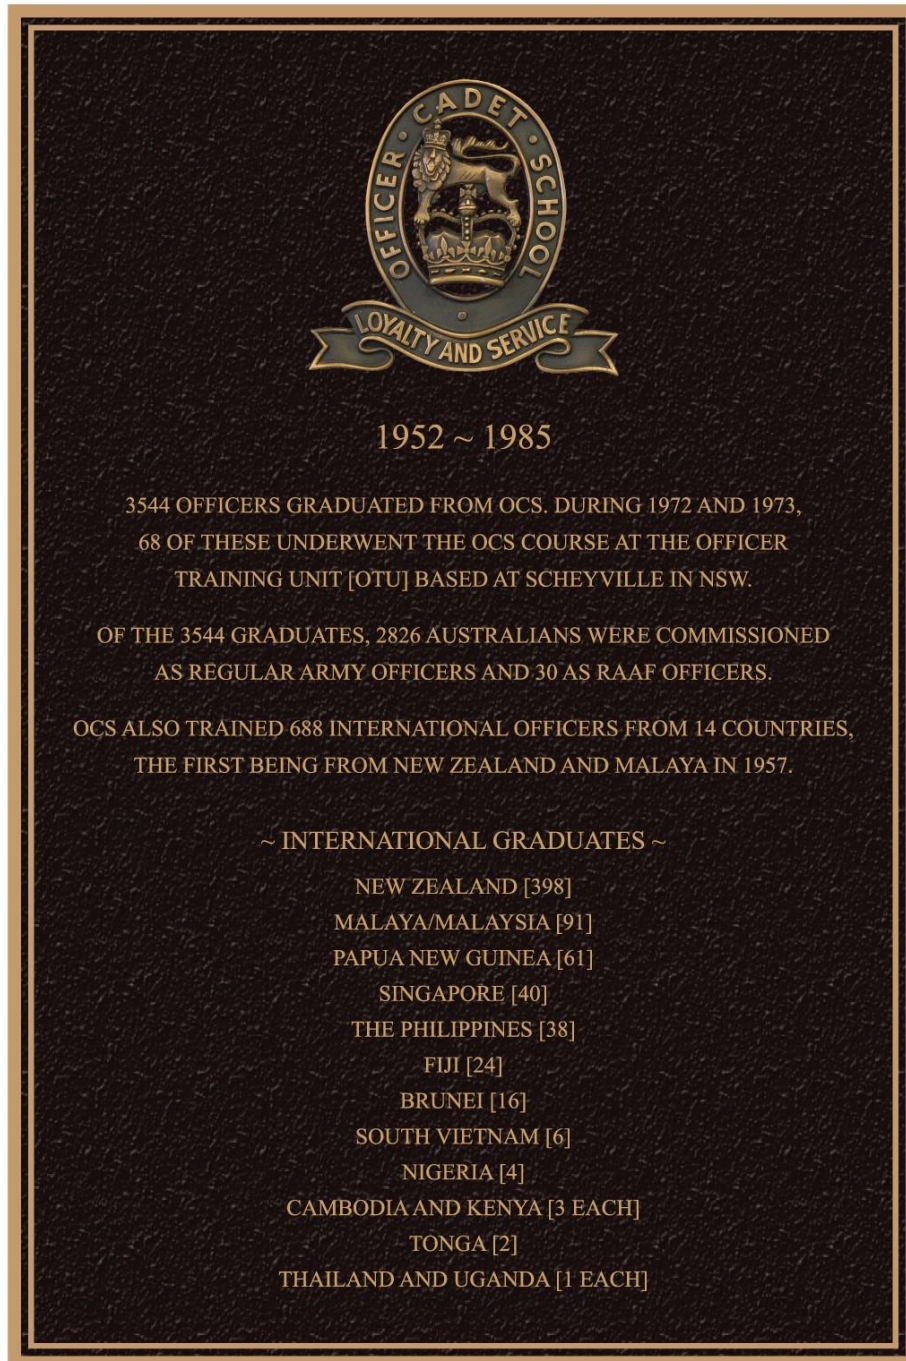 OFFICER · CADET · SCHOOL
LOYALTY AND SERVICE
1952 ~ 1985
3544 OFFICERS GRADUATED FROM OCS. DURING 1972 AND 1973,
68 OF THESE UNDERWENT THE OCS COURSE AT THE OFFICER
TRAINING UNIT [OTU] BASED AT SCHEYVILLE IN NSW.
OF THE 3544 GRADUATES, 2826 AUSTRALIANS WERE COMMISSIONED
AS REGULAR ARMY OFFICERS AND 30 AS RAAF OFFICERS.
OCS ALSO TRAINED 688 INTERNATIONAL OFFICERS FROM 14 COUNTRIES,
THE FIRST BEING FROM NEW ZEALAND AND MALAYA IN 1957.
~ INTERNATIONAL GRADUATES ~
NEW ZEALAND [398]
MALAYA/MALAYSIA [91]
PAPUA NEW GUINEA [61]
SINGAPORE [40]
THE PHILIPPINES [38]
FIJI [24]
BRUNEI [16]
SOUTH VIETNAM [6]
NIGERIA [4]
CAMBODIA AND KENYA [3 EACH]
TONGA [2]
THAILAND AND UGANDA [1 EACH]